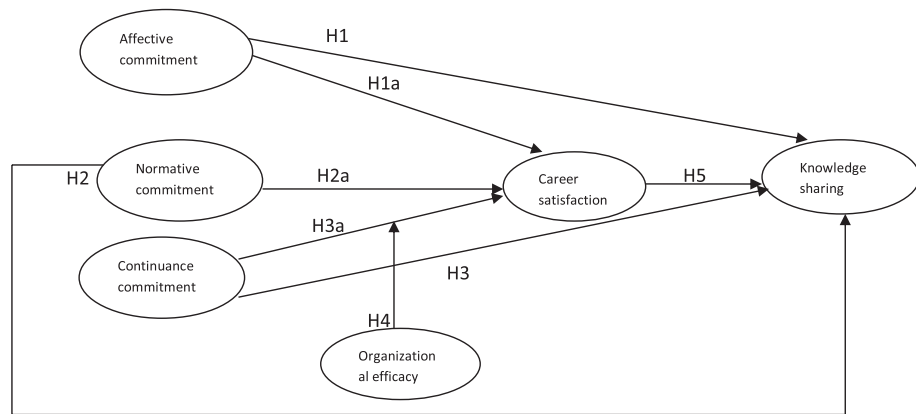 Affective
commitment
H1
H1a
Normative
commitment
H2
H2a
Career
satisfaction
H5
Knowledge
sharing
H3a
Continuance
commitment
H3
H4
Organization
al efficacy